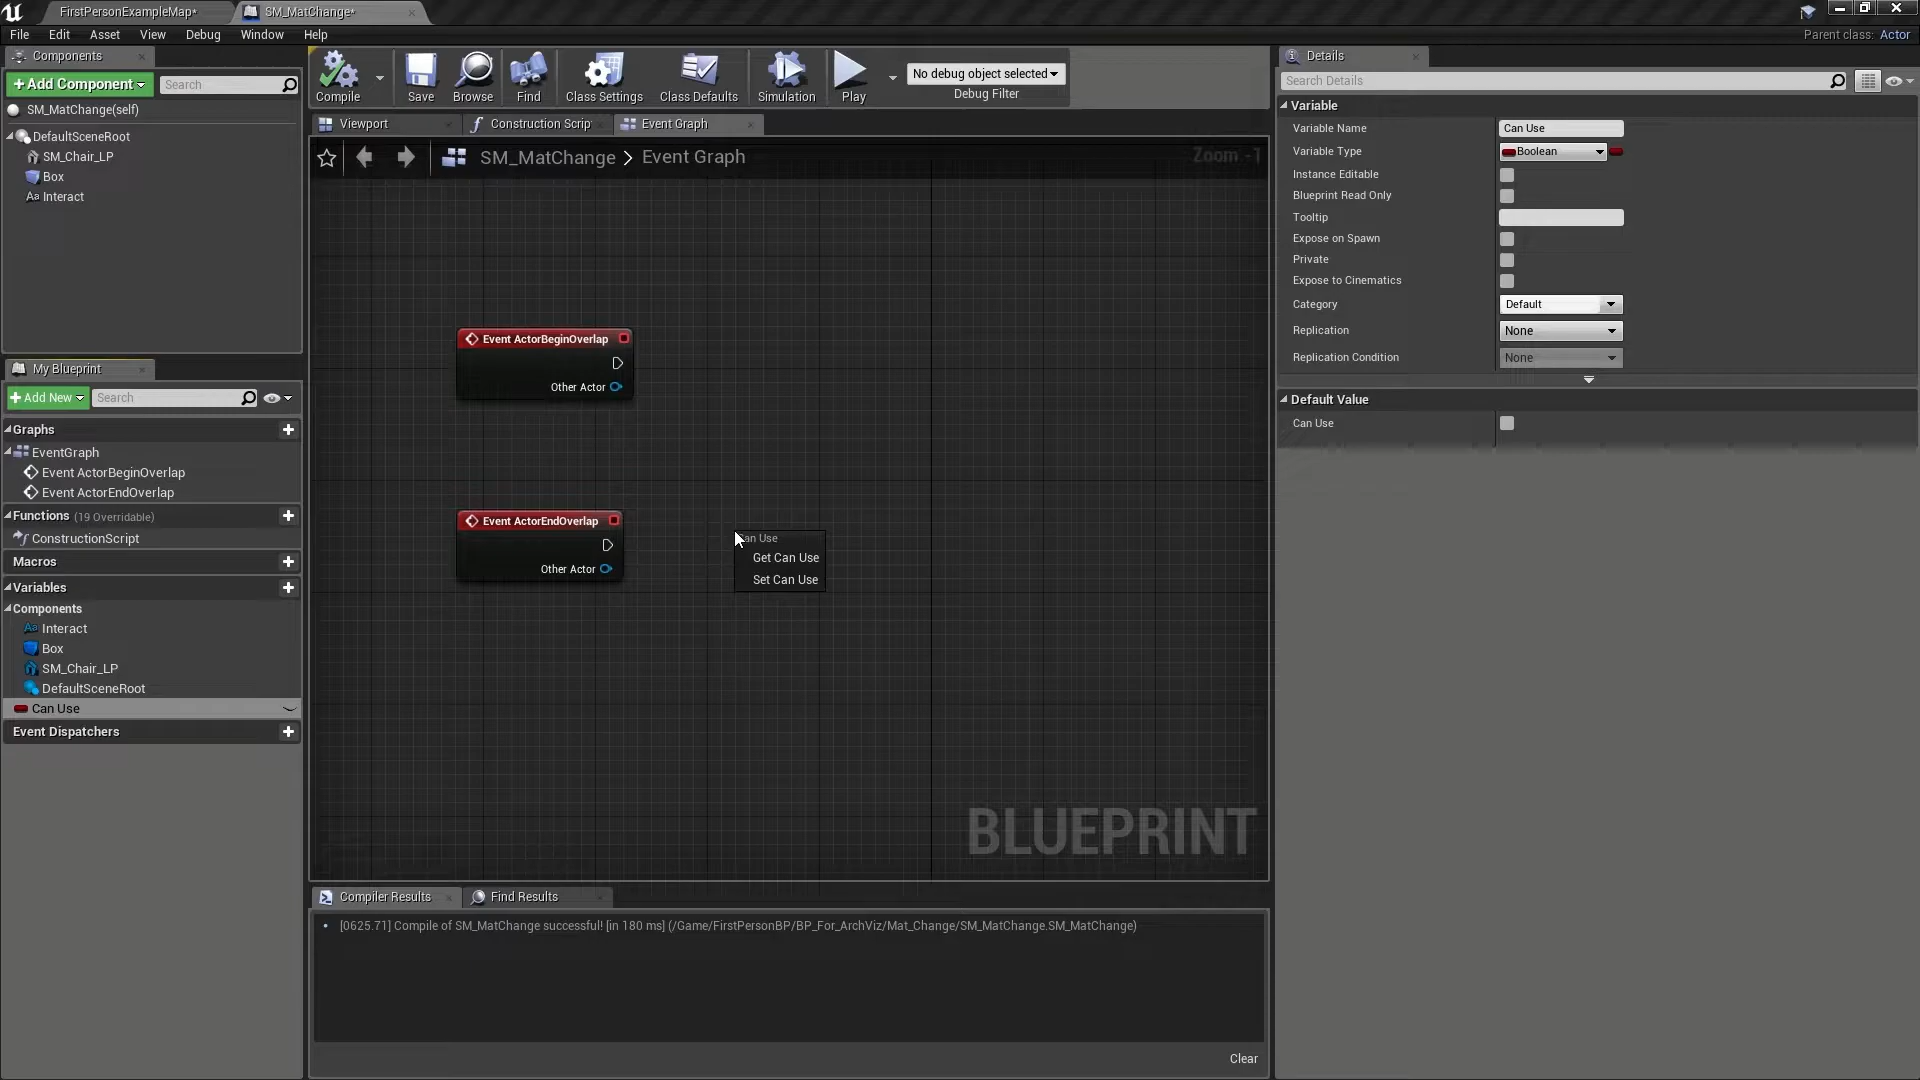 FirstPersonExampleMap*
SM_MatChange*
File Edit Asset View Debug Window Help
Parent class: Actor
Components
Add Component
Search
SM_MatChange(self)
DefaultSceneRoot
SM_Chair_LP
Box
Aa Interact
My Blueprint
Add New
Search
Graphs
EventGraph
Event ActorBeginOverlap
Event ActorEndOverlap
Functions (19 Overridable)
ConstructionScript
Macros
Variables
Components
Aa Interact
Box
SM_Chair_LP
DefaultSceneRoot
Can Use
Event Dispatchers
Compile
Save
Browse
Find
Class Settings
Class Defaults
Simulation
Play
No debug object selected
Debug Filter
Viewport
Construction Scrip
Event Graph
SM_MatChange > Event Graph
Zoom -1
Event ActorBeginOverlap
Other Actor
Event ActorEndOverlap
Other Actor
an Use
Get Can Use
Set Can Use
BLUEPRINT
Compiler Results
Find Results
[0625.71] Compile of SM_MatChange successful! [in 180 ms] (/Game/FirstPersonBP/BP_For_ArchViz/Mat_Change/SM_MatChange.SM_MatChange)
Clear
Details
Search Details
Variable
Variable Name Can Use
Variable Type Boolean
Instance Editable
Blueprint Read Only
Tooltip
Expose on Spawn
Private
Expose to Cinematics
Category Default
Replication None
Replication Condition None
Default Value
Can Use